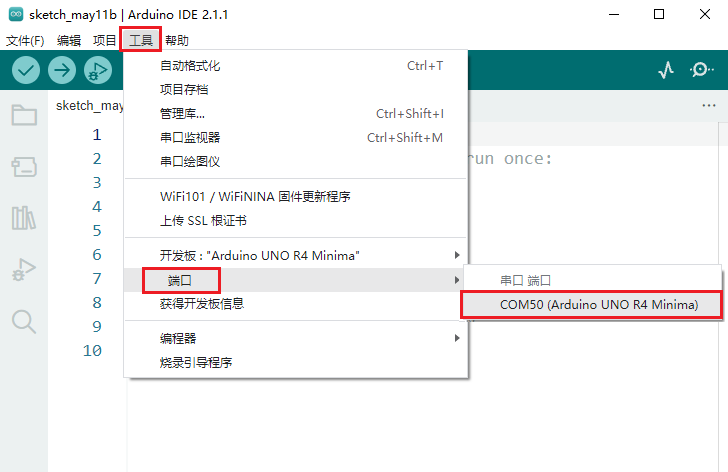 sketch_may11b | Arduino IDE 2.1.1
文件(F) 编辑 项目 工具 帮助
sketch_may
自动格式化 Ctrl+T
项目存档
管理库... Ctrl+Shift+I
串口监视器 Ctrl+Shift+M
串口绘图仪
WiFi101 / WiFiNINA 固件更新程序
上传 SSL 根证书
开发板 : "Arduino UNO R4 Minima"
端口
获得开发板信息
编程器
烧录引导程序
串口 端口
COM50 (Arduino UNO R4 Minima)
1
2 run once:
3
4
5
6
7
8
9
10